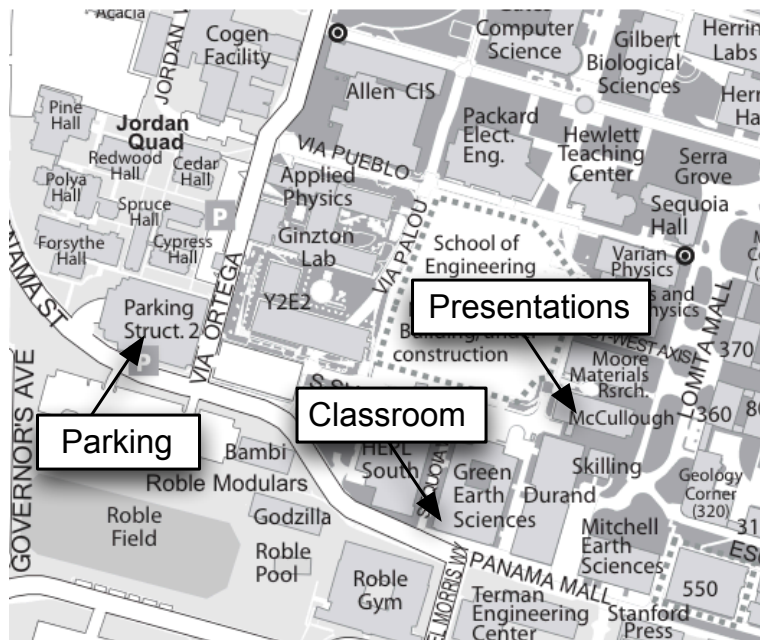 Acacia
Cogen
Facility
JORDAN
Computer
Science
Gilbert
Biological
Sciences
Herrin
Labs
Allen CIS
Packard
Elect.
Eng.
Hewlett
Teaching
Center
Pine
Hall
Jordan
Quad
Redwood
Hall
Cedar
Hall
VIA PUEBLO
Serra
Grove
Polya
Hall
Spruce
Hall
P
Applied
Physics
Sequoia
Hall
Forsythe
Hall
Cypress
Hall
Ginzton
Lab
VIA PALOU
School of
Engineering
Varian
Physics
Parking
Struct. 2
VIA ORTEGA
Y2E2
Presentations
construction
Moore
Materials
Rsrch.
LOMITA MALL
370
P
GOVERNOR'S AVE
Parking
Classroom
McCullough
360
Bambi
Roble Modulars
South
Green
Earth
Sciences
Durand
Skilling
Geology
Corner
(320)
Roble
Field
Godzilla
Roble
Pool
Roble
Gym
PANAMA MALL
Mitchell
Earth
Sciences
550
Terman
Engineering
Center
Stanford
Press